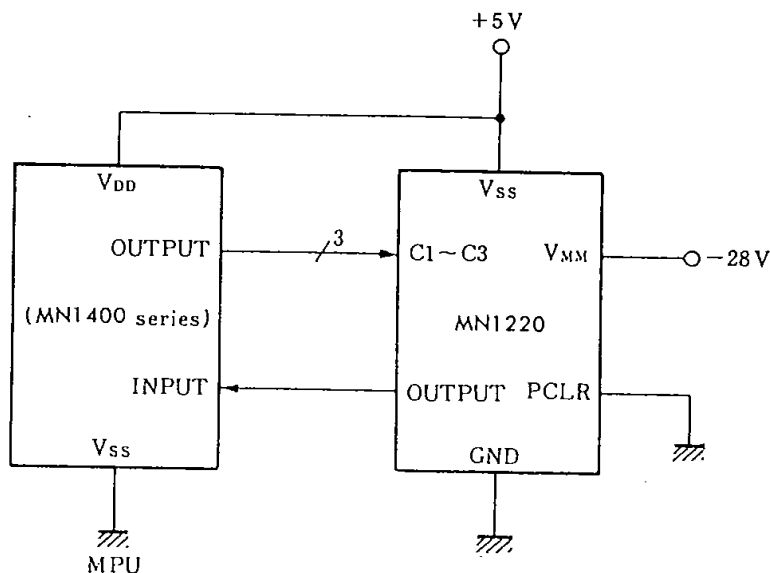 +5V
VDD
VSS
OUTPUT
3
C1~C3
VMM
-28V
(MN1400 series)
MN1220
INPUT
OUTPUT
PCLR
VSS
GND
MPU